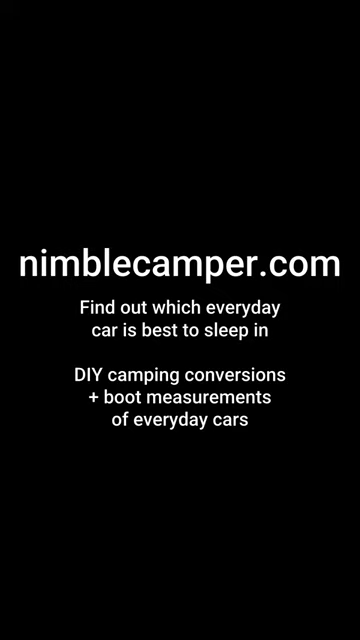 nimblecamper.com
Find out which everyday
car is best to sleep in
DIY camping conversions
+ boot measurements
of everyday cars